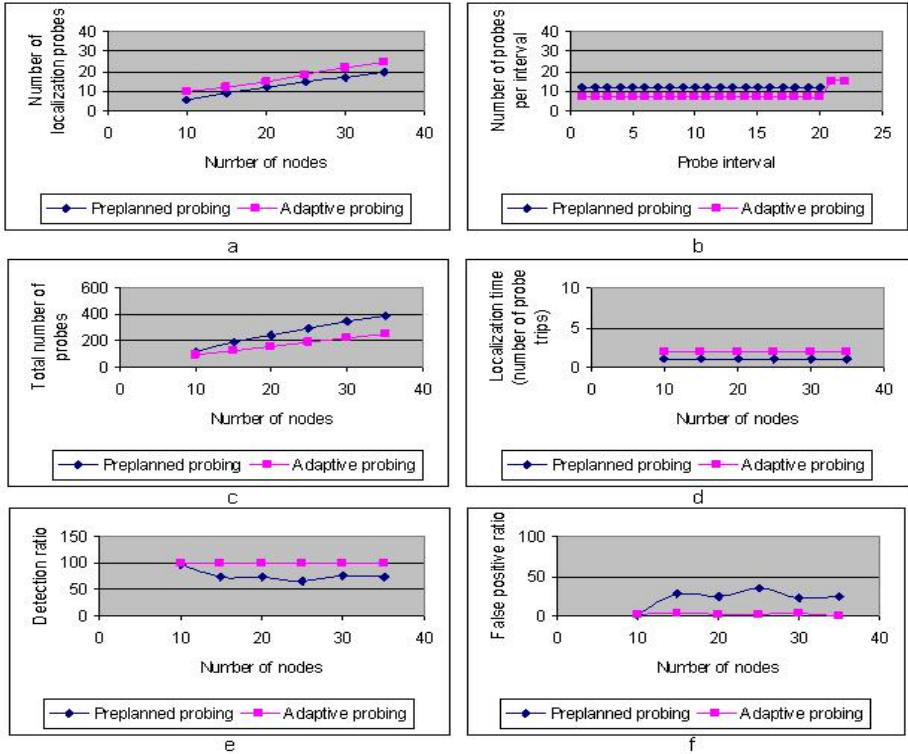 Number of
localization probes
40
30
20
10
0
0 10 20 30 40
Number of nodes
Preplanned probing Adaptive probing
a
Number of probes
per interval
40
30
20
10
0
0 5 10 15 20 25
Probe interval
Preplanned probing Adaptive probing
b
Total number of
probes
600
400
200
0
0 10 20 30 40
Number of nodes
Preplanned probing Adaptive probing
c
Localization time
(number of probe
trips)
10
5
0
0 10 20 30 40
Number of nodes
Preplanned probing Adaptive probing
d
Detection ratio
150
100
50
0
0 10 20 30 40
Number of nodes
Preplanned probing Adaptive probing
e
False positive ratio
100
50
0
0 10 20 30 40
Number of nodes
Preplanned probing Adaptive probing
f